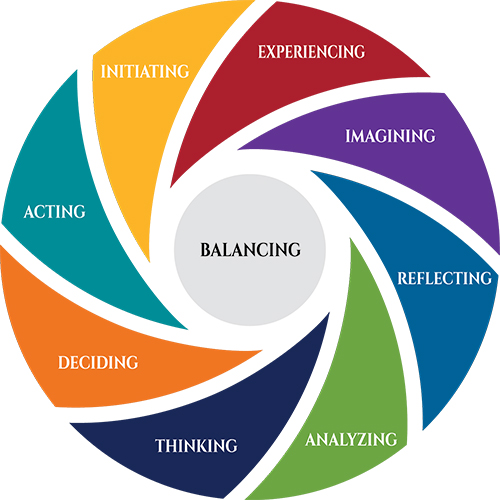 INITIATING
EXPERIENCING
IMAGINING
REFLECTING
ANALYZING
THINKING
DECIDING
ACTING
BALANCING